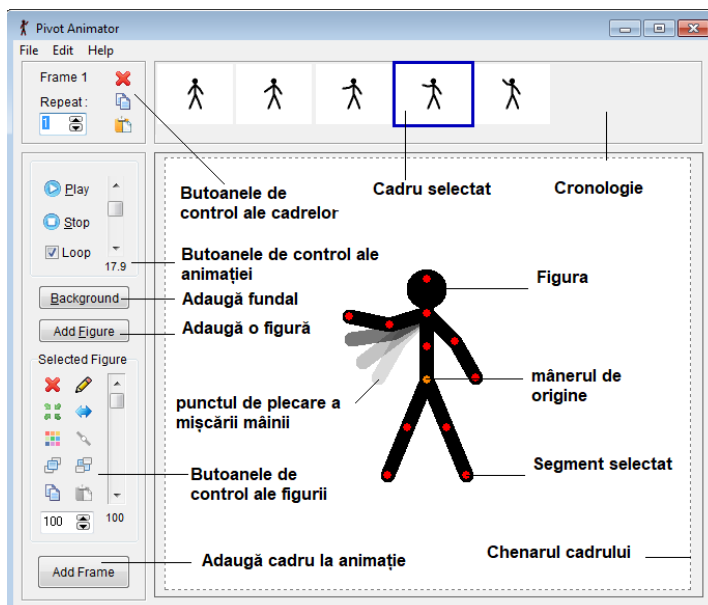 Pivot Animator
File Edit Help
Frame 1
Repeat :
1
Butoanele de
control ale cadrelor
Cadru selectat
Cronologie
Play
Stop
Loop
17.9
Butoanele de control ale
animației
Figura
Background
Adaugă fundal
Add Figure
Adaugă o figură
Selected Figure
mânerul de
origine
punctul de plecare a
mișcării mâinii
Segment selectat
Butoanele de
control ale figurii
100
100
Chenarul cadrului
Adaugă cadru la animație
Add Frame